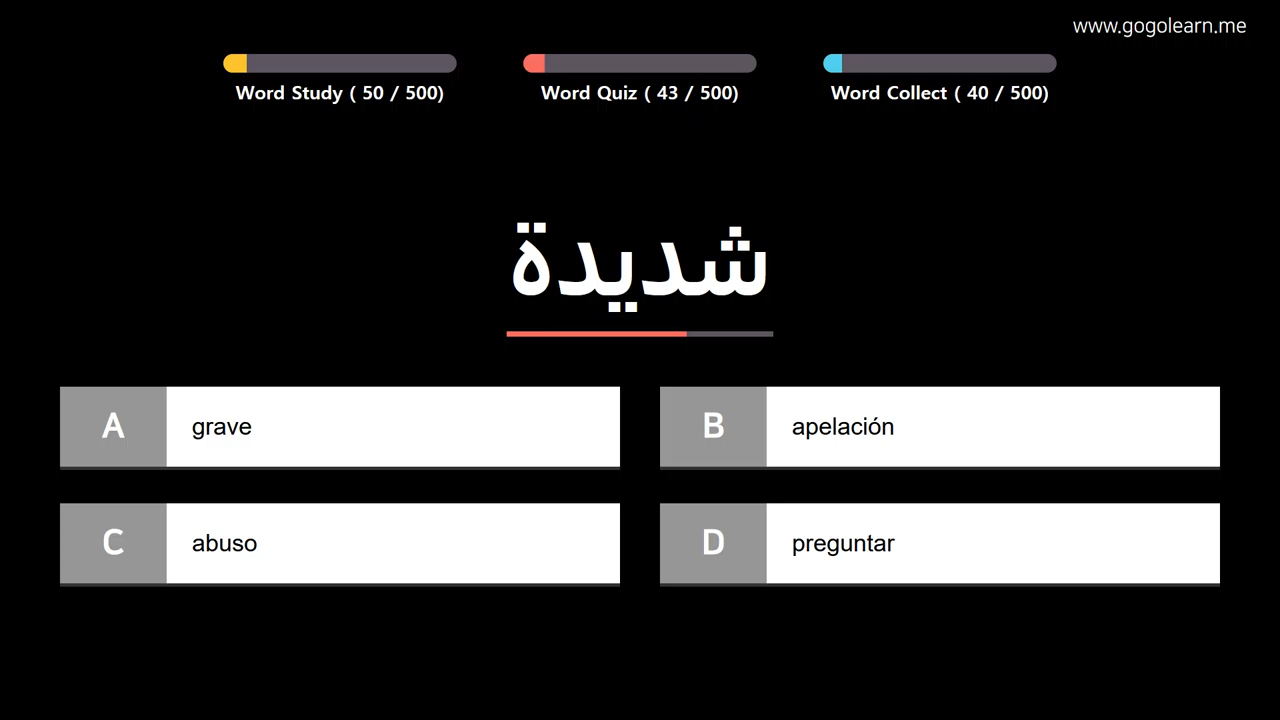 www.gogolearn.me
Word Study ( 50 / 500)
Word Quiz ( 43 / 500)
Word Collect ( 40 / 500)
شديدة
A grave
B apelación
C abuso
D preguntar